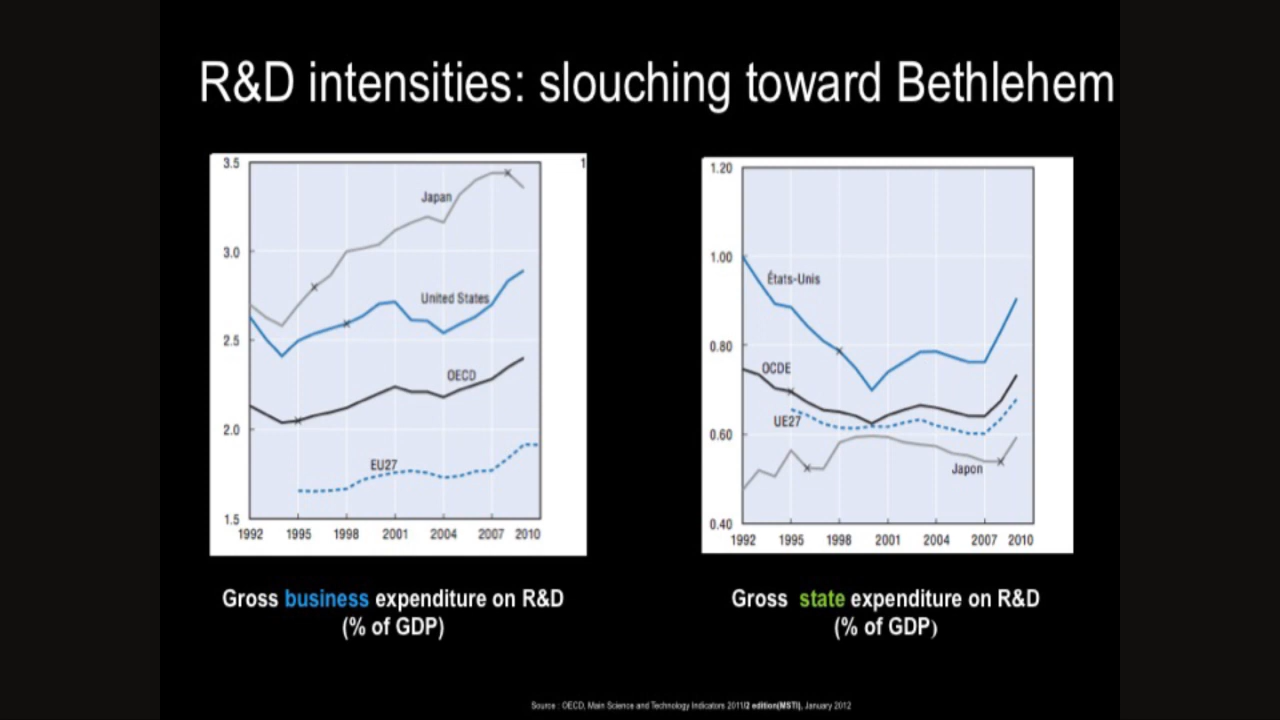 R&D intensities: slouching toward Bethlehem
3.5
3.0
2.5
2.0
1.5
1992 1995 1998 2001 2004 2007 2010
Japan
United States
OECD
EU27
1
Gross business expenditure on R&D
(% of GDP)
1.20
1.00
0.80
0.60
0.40
1992 1995 1998 2001 2004 2007 2010
États-Unis
OCDE
UE27
Japon
Gross state expenditure on R&D
(% of GDP)
Source : OECD, Main Science and Technology Indicators 2011/2 edition(MSTI), January 2012